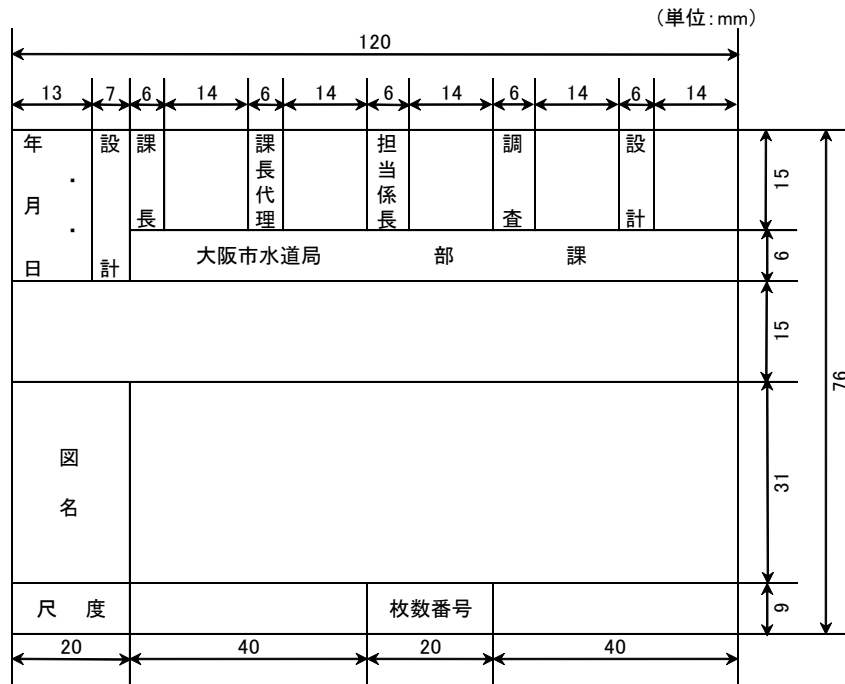 （単位：mm）
120
13 7 6 14 6 14 6 14 6 14 6 14
年・月・日
設計
課長
課長代理
担当係長
調査
設計
15
大阪市水道局 部 課
6
15
76
図名
31
尺度 枚数番号
9
20 40 20 40